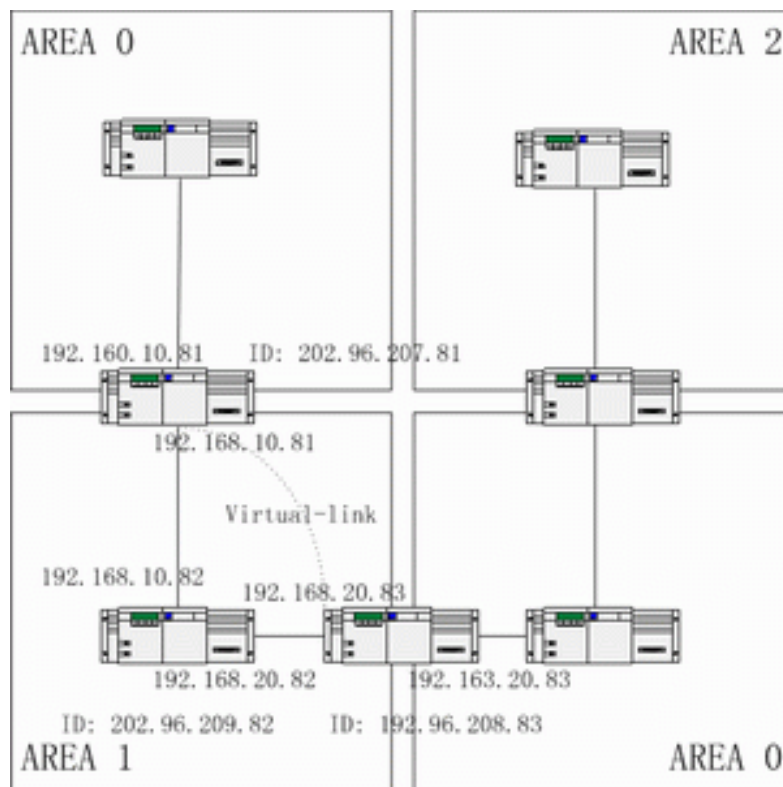 AREA 0
AREA 2
192.160.10.81 ID: 202.96.207.81
192.168.10.81
Virtual-link
192.168.10.82
192.168.20.83
192.168.20.82
192.163.20.83
ID: 202.96.209.82
ID: 192.96.208.83
AREA 1
AREA 0